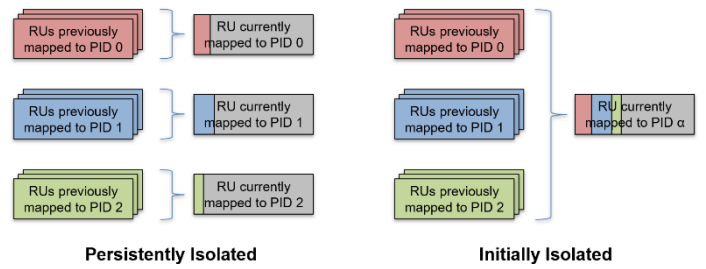 RUs previously
mapped to PID 0
RU currently
mapped to PID 0
RUs previously
mapped to PID 1
RU currently
mapped to PID 1
RUs previously
mapped to PID 2
RU currently
mapped to PID 2
Persistently Isolated
RUs previously
mapped to PID 0
RUs previously
mapped to PID 1
RUs previously
mapped to PID 2
RU currently
mapped to PID α
Initially Isolated